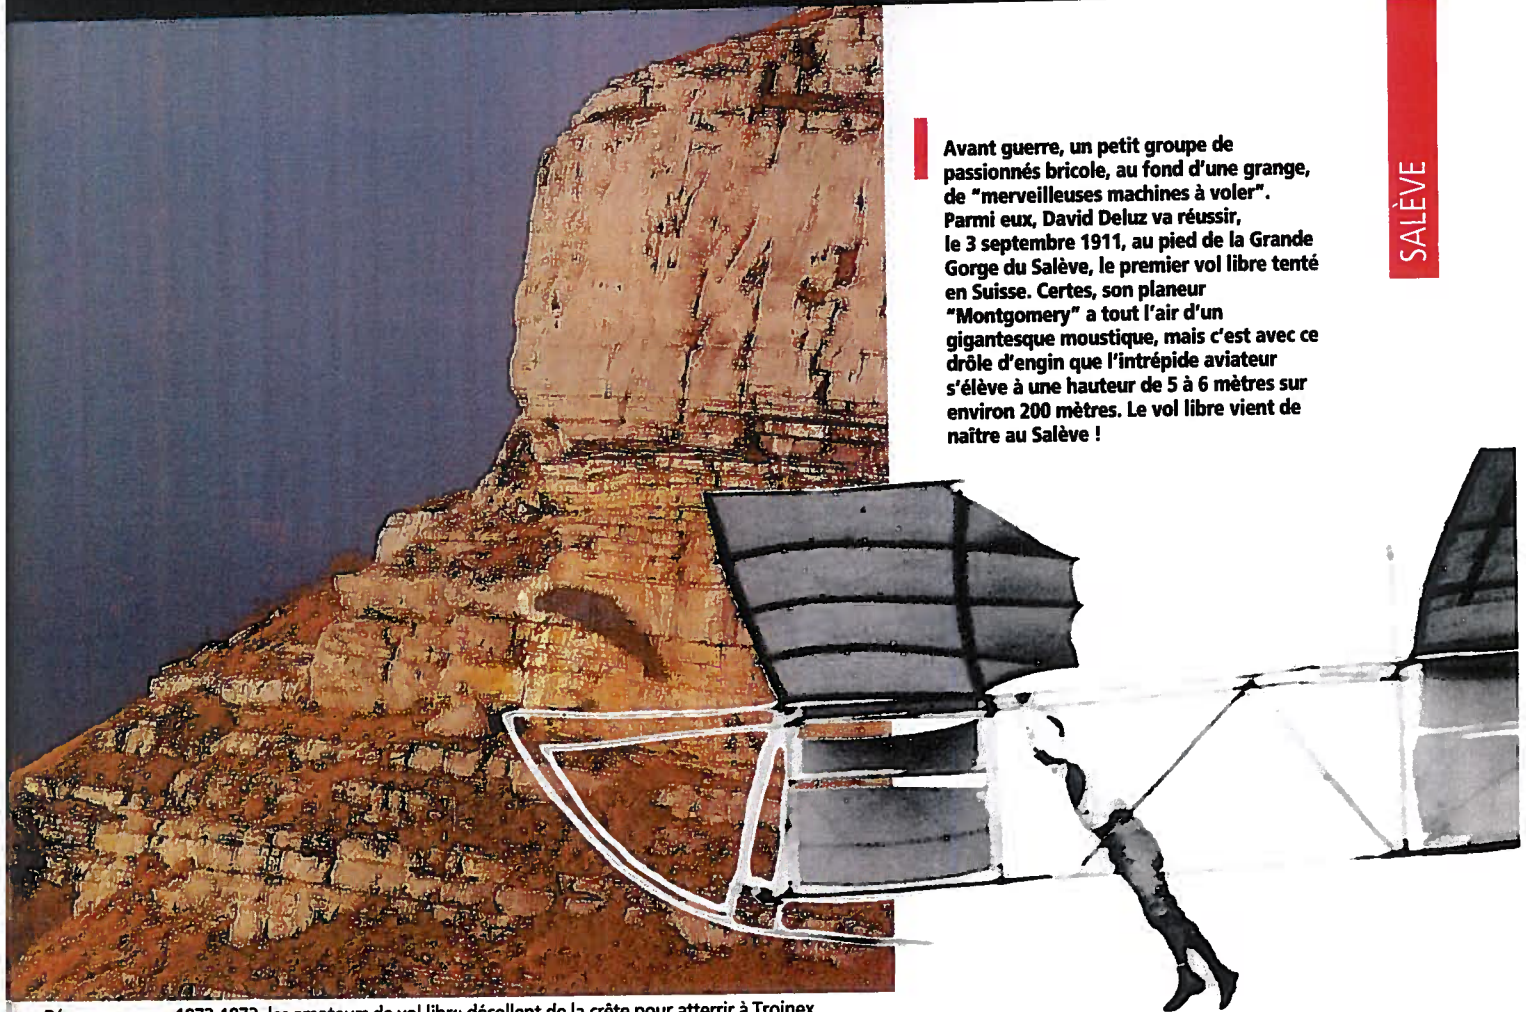 SALÈVE
Avant guerre, un petit groupe de
passionnés bricole, au fond d'une grange,
de "merveilleuses machines à voler".
Parmi eux, David Deluz va réussir,
le 3 septembre 1911, au pied de la Grande
Gorge du Salève, le premier vol libre tenté
en Suisse. Certes, son planeur
"Montgomery" a tout l'air d'un
gigantesque moustique, mais c'est avec ce
drôle d'engin que l'intrépide aviateur
s'élève à une hauteur de 5 à 6 mètres sur
environ 200 mètres. Le vol libre vient de
naître au Salève !
les amateurs de vol libre décollent de la crête pour atterrir à Troinex